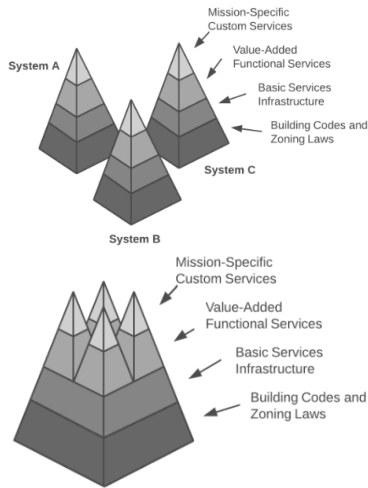 Mission-Specific
Custom Services
System A
Value-Added
Functional Services
Basic Services
Infrastructure
Building Codes and
Zoning Laws
System C
System B
Mission-Specific
Custom Services
Value-Added
Functional Services
Basic Services
Infrastructure
Building Codes and
Zoning Laws